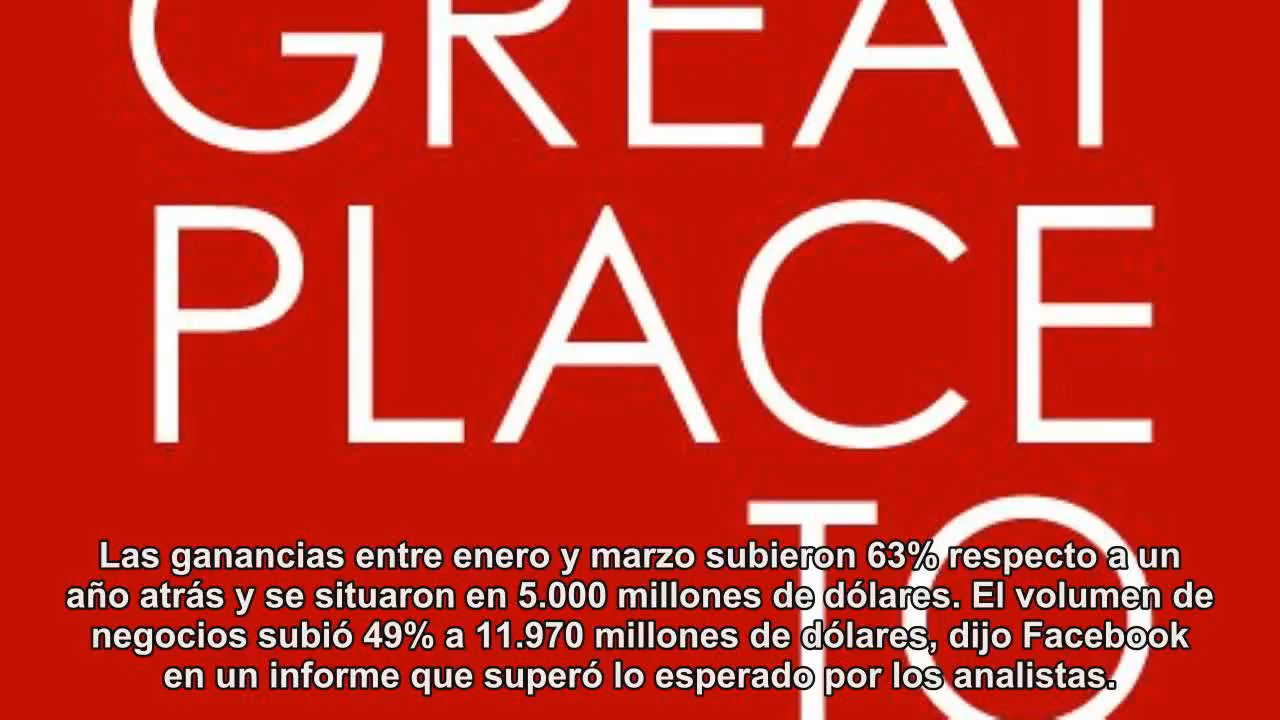 GREAT
PLACE
TO
Las ganancias entre enero y marzo subieron 63% respecto a un
año atrás y se situaron en 5.000 millones de dólares. El volumen de
negocios subió 49% a 11.970 millones de dólares, dijo Facebook
en un informe que superó lo esperado por los analistas.